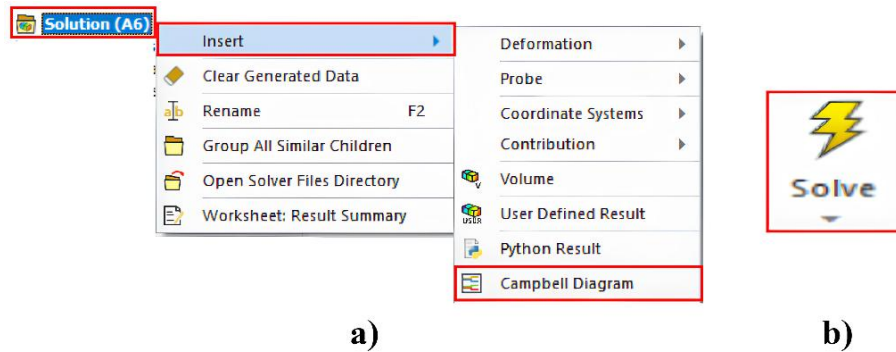 Solution (A6)
Insert
Clear Generated Data
Rename F2
Group All Similar Children
Open Solver Files Directory
Worksheet: Result Summary
Deformation
Probe
Coordinate Systems
Contribution
Volume
User Defined Result
Python Result
Campbell Diagram
Solve
a)
b)